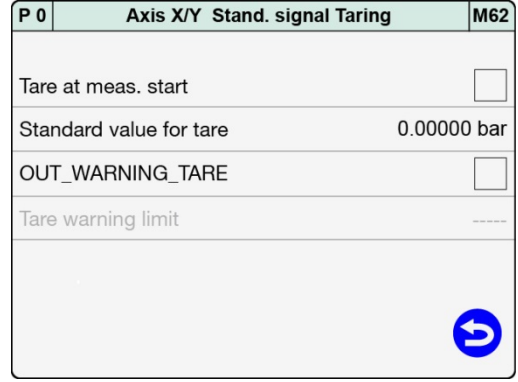 P 0 Axis X/Y Stand. signal Taring M62
Tare at meas. start
Standard value for tare 0.00000 bar
OUT_WARNING_TARE
Tare warning limit -----